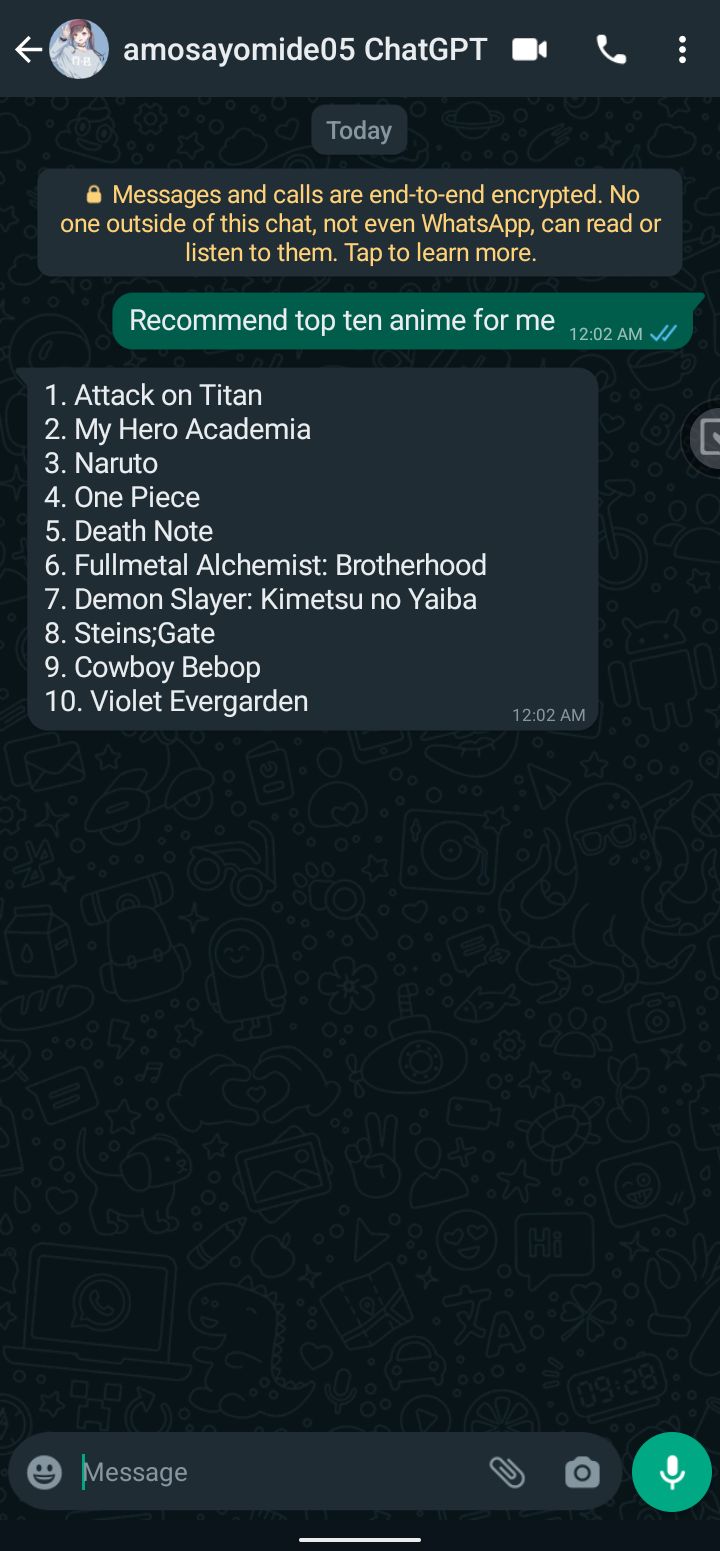 amosayomide05 ChatGPT
Today
Messages and calls are end-to-end encrypted. No
one outside of this chat, not even WhatsApp, can read or
listen to them. Tap to learn more.
Recommend top ten anime for me 12:02 AM
1. Attack on Titan
2. My Hero Academia
3. Naruto
4. One Piece
5. Death Note
6. Fullmetal Alchemist: Brotherhood
7. Demon Slayer: Kimetsu no Yaiba
8. Steins;Gate
9. Cowboy Bebop
10. Violet Evergarden
12:02 AM
Hi
09:28
Message